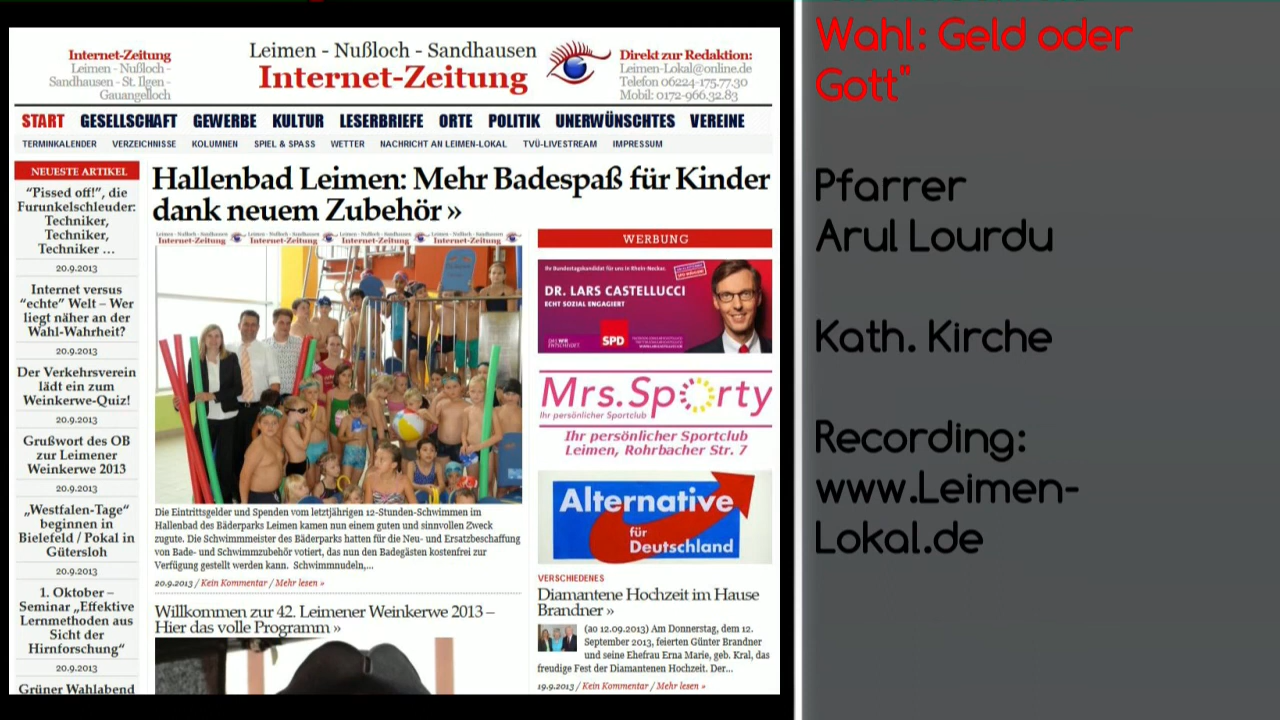 Internet-Zeitung
Leimen - Nußloch -
Sandhausen - St. Ilgen -
Gauangelloch
Leimen - Nußloch - Sandhausen
Internet-Zeitung
Direkt zur Redaktion:
Leimen-Lokal@online.de
Telefon 06224-175.77.30
Mobil: 0172-966.32.83
START GESELLSCHAFT GEWERBE KULTUR LESERBRIEFE ORTE POLITIK UNERWÜNSCHTES VEREINE
TERMINKALENDER VERZEICHNISSE KOLUMNEN SPIEL & SPASS WETTER NACHRICHT AN LEIMEN-LOKAL TVÜ-LIVESTREAM IMPRESSUM
NEUESTE ARTIKEL
“Pissed off!”, die
Furunkelschleuder:
Techniker,
Techniker,
Techniker …
20.9.2013
Internet versus
“echte” Welt – Wer
liegt näher an der
Wahl-Wahrheit?
20.9.2013
Der Verkehrsverein
lädt ein zum
Weinkerwe-Quiz!
20.9.2013
Grußwort des OB
zur Leimener
Weinkerwe 2013
20.9.2013
„Westfalen-Tage“
beginnen in
Bielefeld / Pokal in
Gütersloh
20.9.2013
1. Oktober –
Seminar „Effektive
Lernmethoden aus
Sicht der
Hirnforschung“
20.9.2013
Grüner Wahlabend
Hallenbad Leimen: Mehr Badespaß für Kinder
dank neuem Zubehör »
Die Eintrittsgelder und Spenden vom letztjährigen 12-Stunden-Schwimmen im
Hallenbad des Bäderparks Leimen kamen nun einem guten und sinnvollen Zweck
zugute. Die Schwimmmeister des Bäderparks hatten für die Neu- und Ersatzbeschaffung
von Bade- und Schwimmzubehör votiert, das nun den Badegästen kostenfrei zur
Verfügung gestellt werden kann. Schwimmnudeln,...
20.9.2013 / Kein Kommentar / Mehr lesen »
Willkommen zur 42. Leimener Weinkerwe 2013 –
Hier das volle Programm »
WERBUNG
Ihr Bundestagskandidat für uns in Rhein-Neckar.
DR. LARS CASTELLUCCI
ECHT SOZIAL ENGAGIERT
DAS WIR
ENTSCHEIDET.
SPD
Mrs.Sporty
Ihr persönlicher Sportclub
Ihr persönlicher Sportclub
Leimen, Rohrbacher Str. 7
Alternative
für
Deutschland
VERSCHIEDENES
Diamantene Hochzeit im Hause
Brandner »
(ao 12.09.2013) Am Donnerstag, dem 12.
September 2013, feierten Günter Brandner
und seine Ehefrau Erna Marie, geb. Kral, das
freudige Fest der Diamantenen Hochzeit. Der...
19.9.2013 / Kein Kommentar / Mehr lesen »
Wahl: Geld oder
Gott"
Pfarrer
Arul Lourdu
Kath. Kirche
Recording:
www.Leimen-
Lokal.de